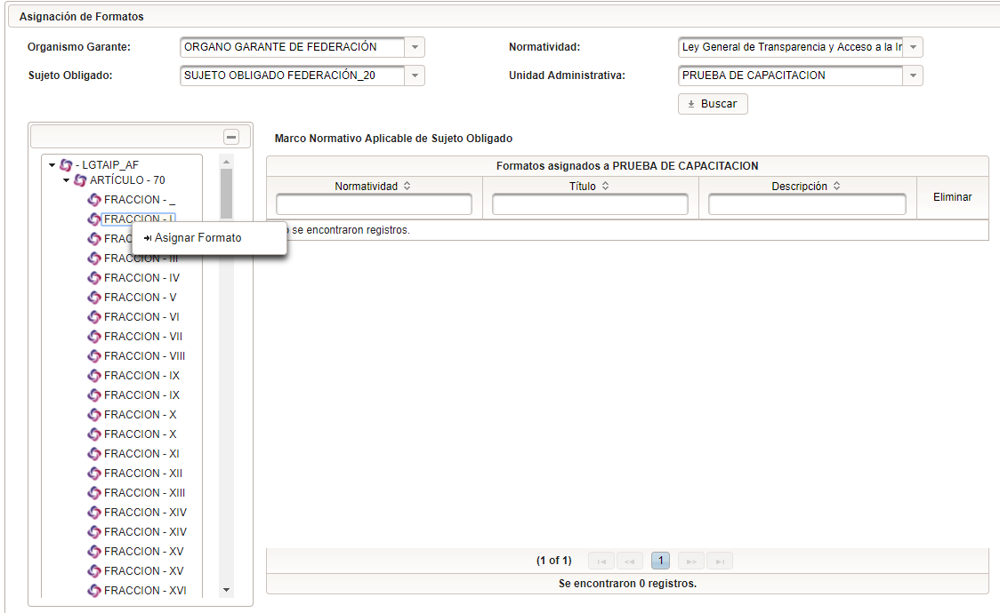 Asignación de Formatos
Organismo Garante: ORGANO GARANTE DE FEDERACIÓN Normatividad: Ley General de Transparencia y Acceso a la Ir
Sujeto Obligado: SUJETO OBLIGADO FEDERACIÓN_20 Unidad Administrativa: PRUEBA DE CAPACITACION
Buscar
- LGTAIP_AF
ARTÍCULO - 70
FRACCION - _
FRACCION - I
FRACC
FRACCION - III
FRACCION - IV
FRACCION - V
FRACCION - VI
FRACCION - VII
FRACCION - VIII
FRACCION - IX
FRACCION - IX
FRACCION - X
FRACCION - X
FRACCION - XI
FRACCION - XII
FRACCION - XIII
FRACCION - XIV
FRACCION - XIV
FRACCION - XV
FRACCION - XV
FRACCION - XVI
Asignar Formato
Marco Normativo Aplicable de Sujeto Obligado
Formatos asignados a PRUEBA DE CAPACITACION
Normatividad Título Descripción Eliminar
se encontraron registros.
(1 of 1) 1
Se encontraron 0 registros.